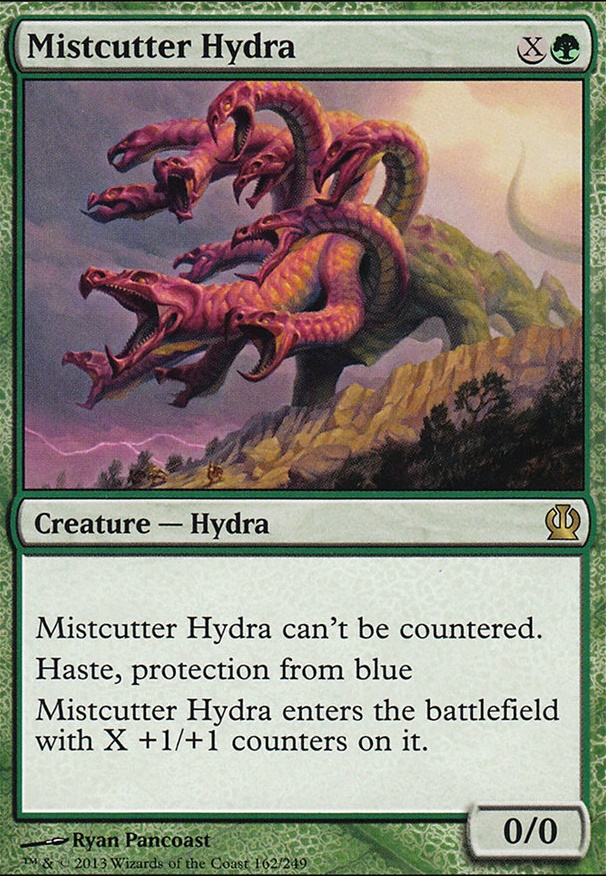 Mistcutter Hydra X
Creature — Hydra
Mistcutter Hydra can't be countered.
Haste, protection from blue
Mistcutter Hydra enters the battlefield
with X +1/+1 counters on it.
0/0
Ryan Pancoast
™ & © 2013 Wizards of the Coast 162/249